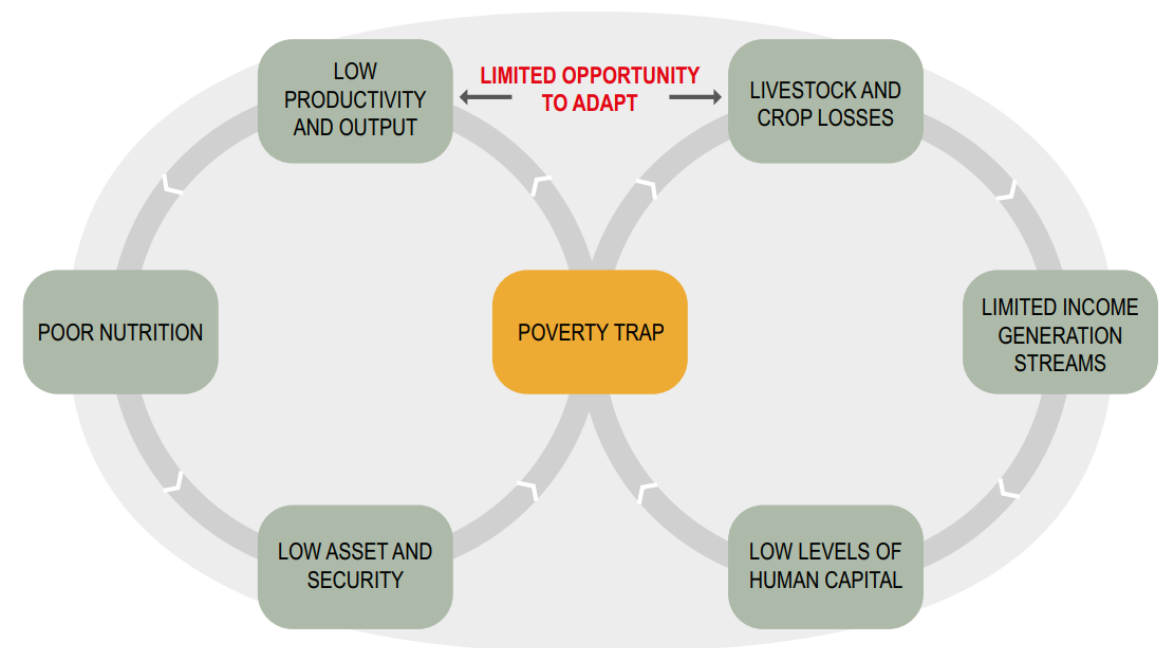 LOW
PRODUCTIVITY
AND OUTPUT
LIMITED OPPORTUNITY
TO ADAPT
LIVESTOCK AND
CROP LOSSES
POOR NUTRITION
POVERTY TRAP
LIMITED INCOME
GENERATION
STREAMS
LOW ASSET AND
SECURITY
LOW LEVELS OF
HUMAN CAPITAL